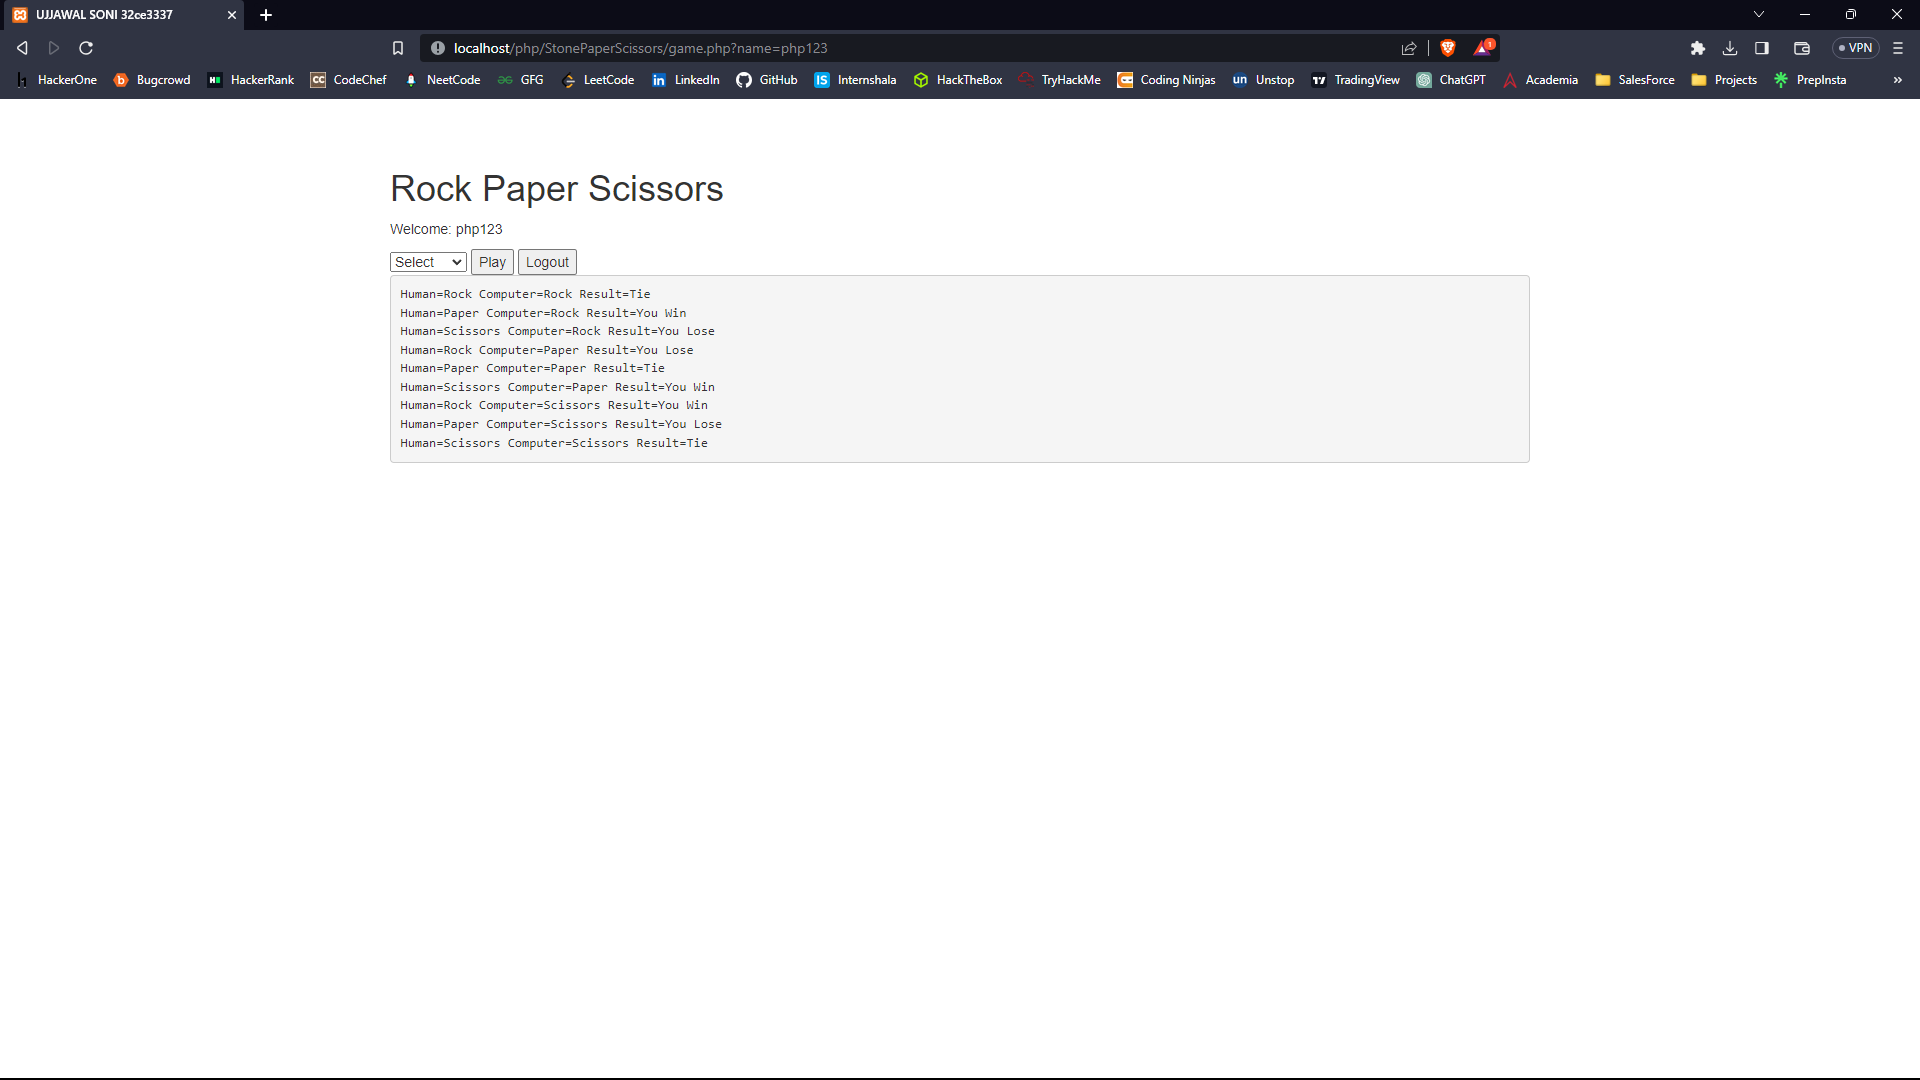 UJJAWAL SONI 32ce3337
localhost/php/StonePaperScissors/game.php?name=php123
1
VPN
HackerOne Bugcrowd HackerRank CodeChef NeetCode GFG LeetCode LinkedIn GitHub Internshala HackTheBox TryHackMe Coding Ninjas Unstop TradingView ChatGPT Academia SalesForce Projects PrepInsta
Rock Paper Scissors
Welcome: php123
Select Play Logout
Human=Rock Computer=Rock Result=Tie
Human=Paper Computer=Rock Result=You Win
Human=Scissors Computer=Rock Result=You Lose
Human=Rock Computer=Paper Result=You Lose
Human=Paper Computer=Paper Result=Tie
Human=Scissors Computer=Paper Result=You Win
Human=Rock Computer=Scissors Result=You Win
Human=Paper Computer=Scissors Result=You Lose
Human=Scissors Computer=Scissors Result=Tie